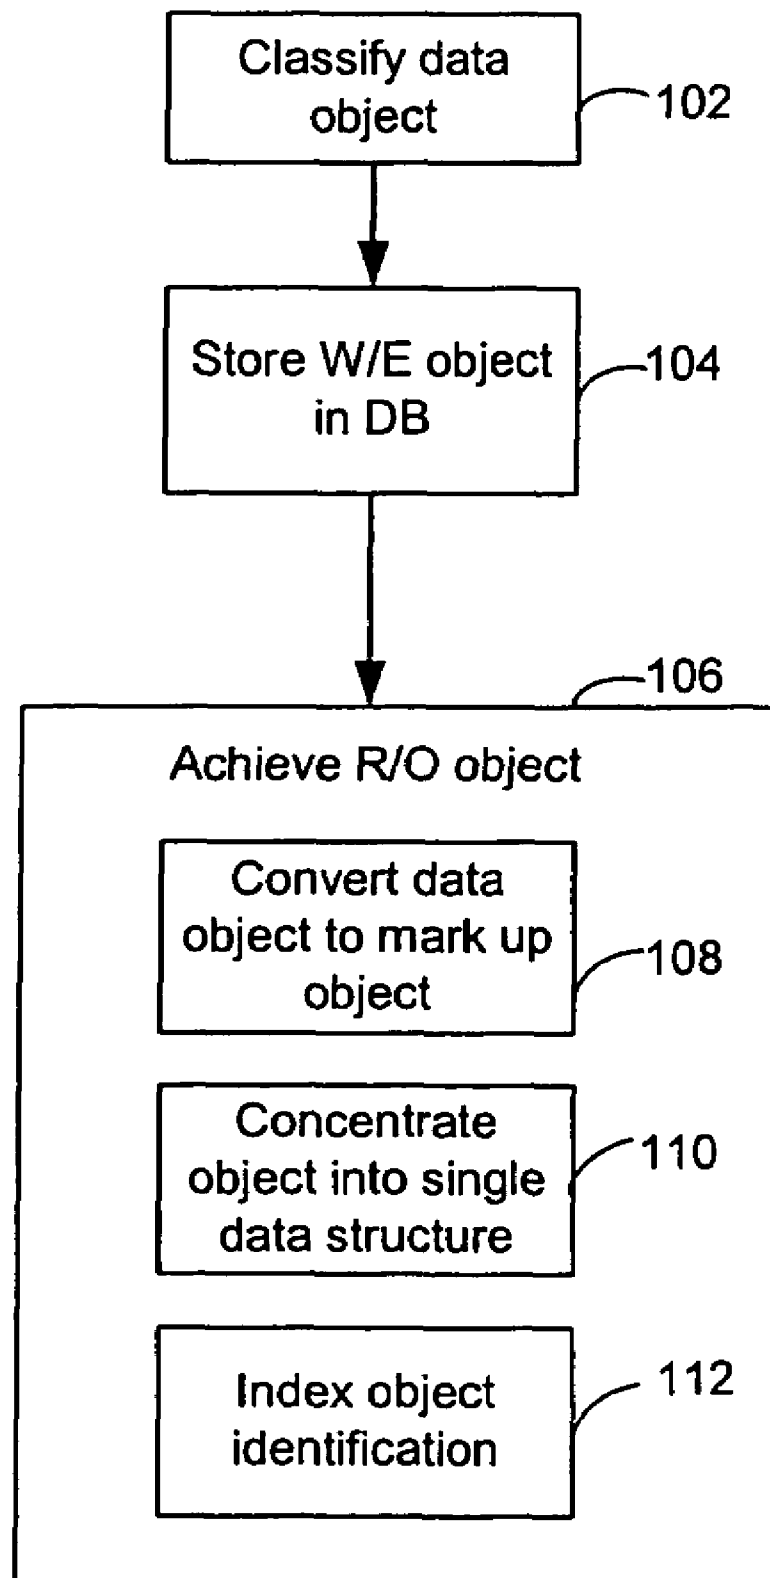 Classify data
object
102
Store W/E object
in DB
104
106
Achieve R/O object
Convert data
object to mark up
object
108
Concentrate
object into single
data structure
110
Index object
identification
112